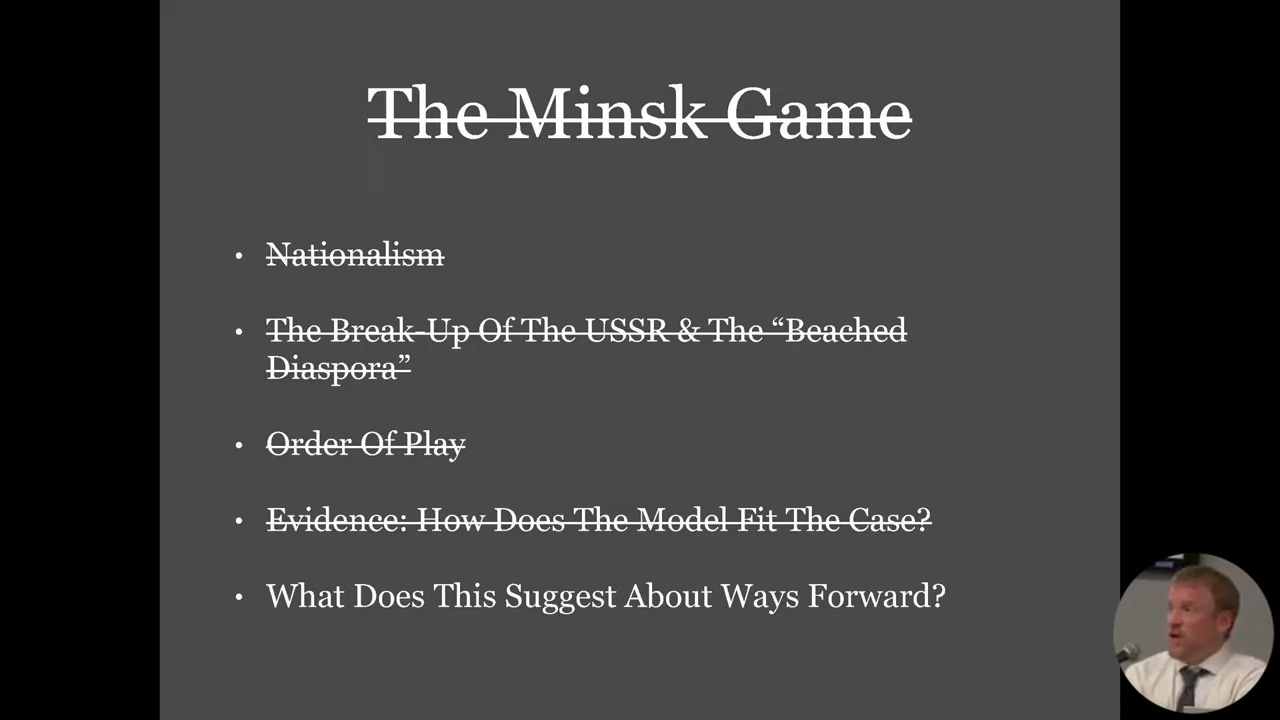 The Minsk Game
• Nationalism
• The Break-Up Of The USSR & The “Beached
Diaspora”
• Order Of Play
• Evidence: How Does The Model Fit The Case?
• What Does This Suggest About Ways Forward?